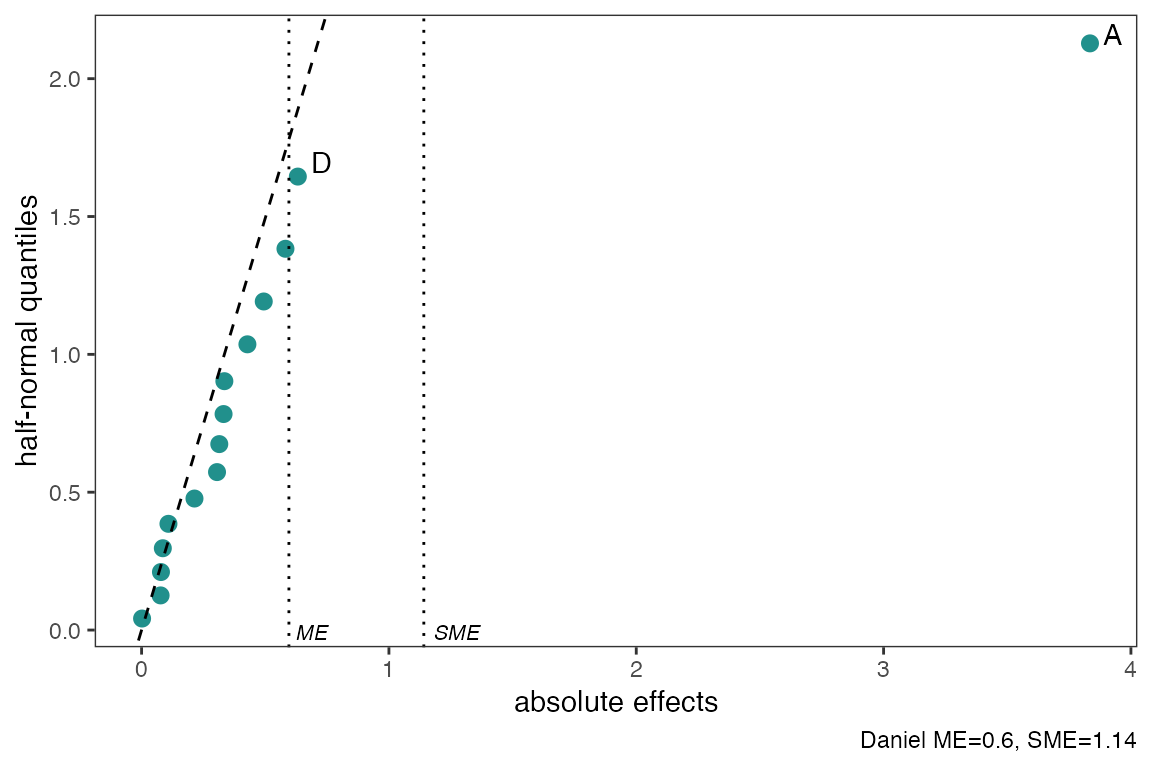 A
D
half-normal quantiles
2.0
1.5
1.0
0.5
0.0
ME
SME
0
1
2
3
4
absolute effects
Daniel ME=0.6, SME=1.14